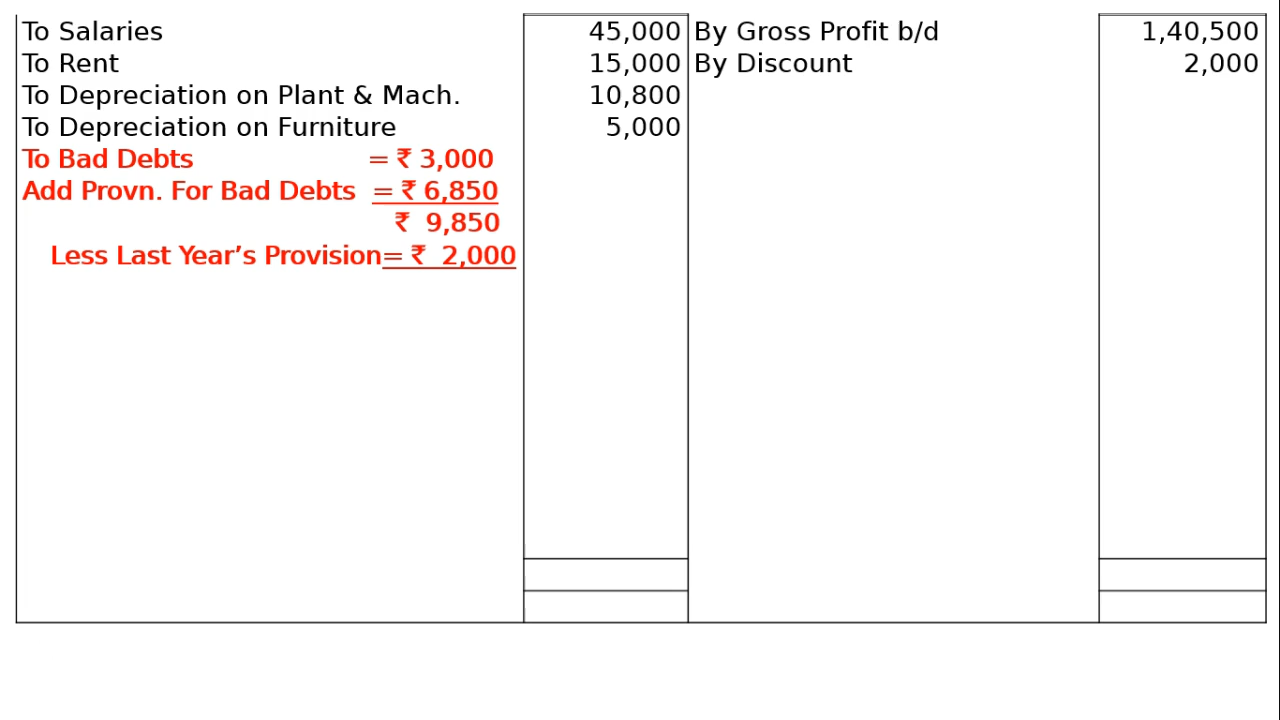 To Salaries 45,000 By Gross Profit b/d 1,40,500
To Rent 15,000 By Discount 2,000
To Depreciation on Plant & Mach. 10,800
To Depreciation on Furniture 5,000
To Bad Debts = ₹ 3,000
Add Provn. For Bad Debts = ₹ 6,850
₹ 9,850
Less Last Year’s Provision= ₹ 2,000